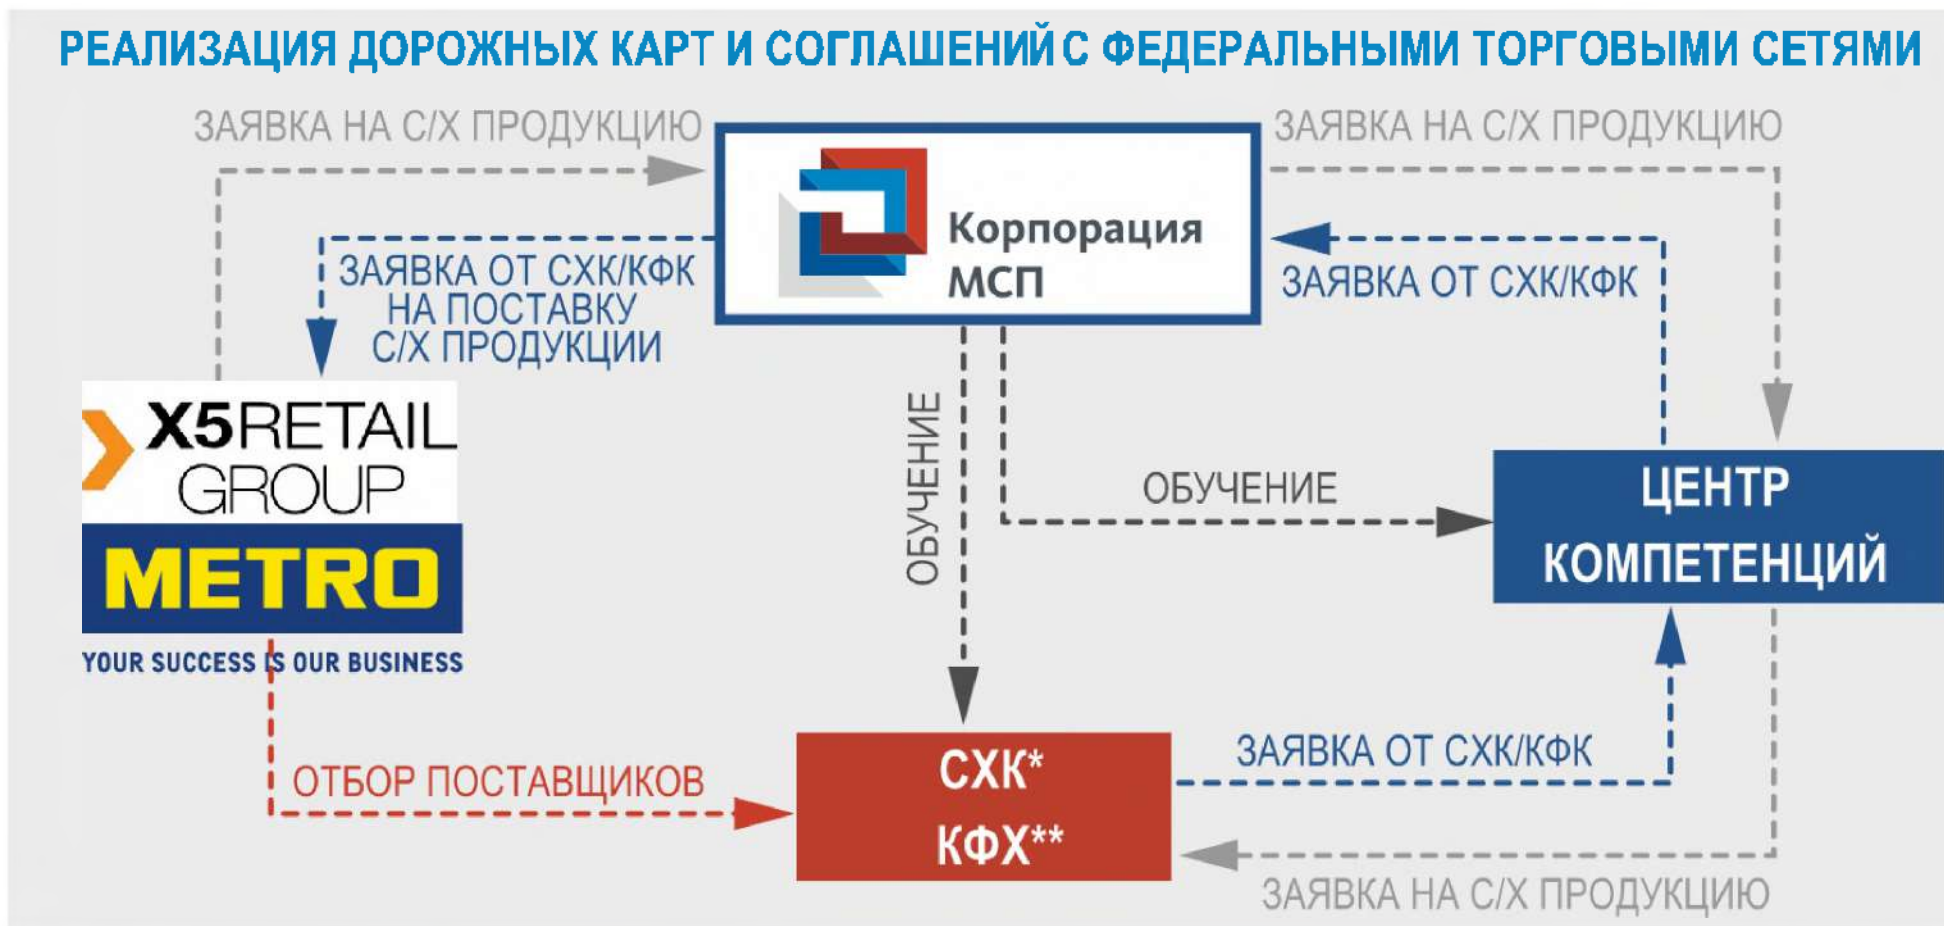 РЕАЛИЗАЦИЯ ДОРОЖНЫХ КАРТ И СОГЛАШЕНИЙ С ФЕДЕРАЛЬНЫМИ ТОРГОВЫМИ СЕТЯМИ
ЗАЯВКА НА С/Х ПРОДУКЦИЮ
ЗАЯВКА НА С/Х ПРОДУКЦИЮ
Корпорация
МСП
ЗАЯВКА ОТ СХК/КФК
НА ПОСТАВКУ
С/Х ПРОДУКЦИИ
ЗАЯВКА ОТ СХК/КФК
X5RETAIL
GROUP
METRO
YOUR SUCCESS IS OUR BUSINESS
ОБУЧЕНИЕ
ОБУЧЕНИЕ
ЦЕНТР
КОМПЕТЕНЦИЙ
ОТБОР ПОСТАВЩИКОВ
СХК*
КФХ**
ЗАЯВКА ОТ СХК/КФК
ЗАЯВКА НА С/Х ПРОДУКЦИЮ